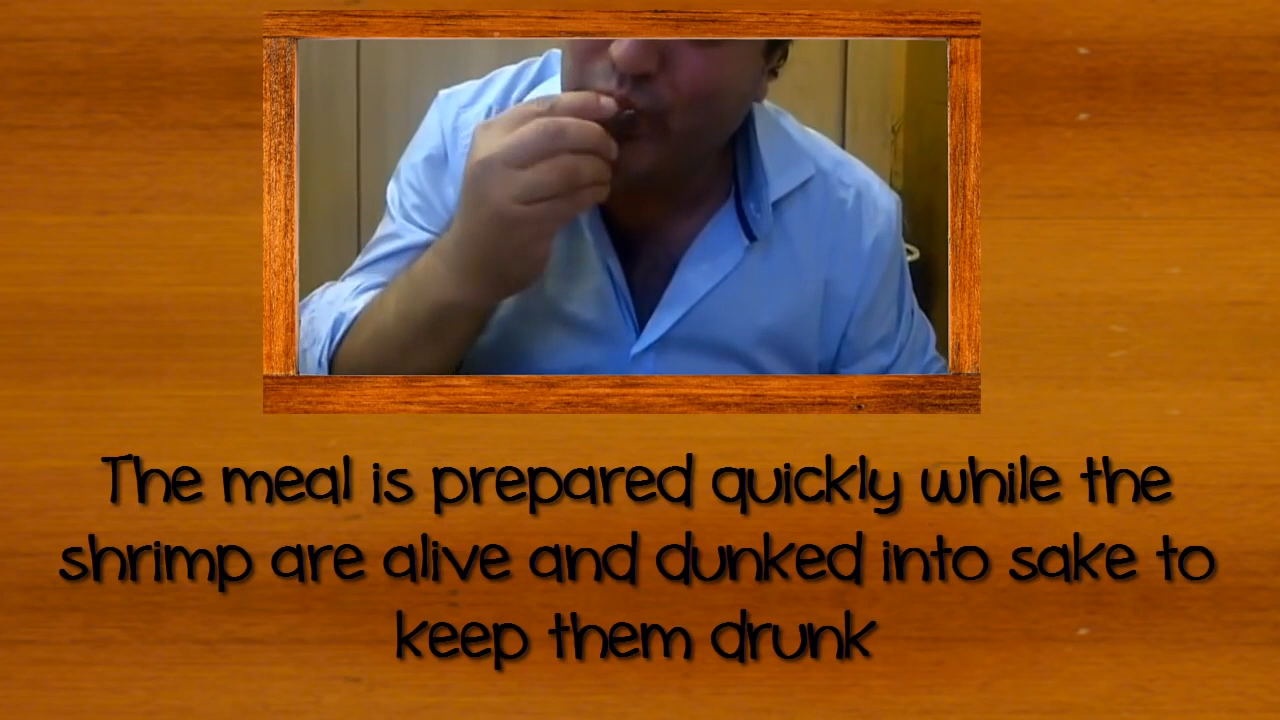 The meal is prepared quickly while the
shrimp are alive and dunked into sake to
keep them drunk